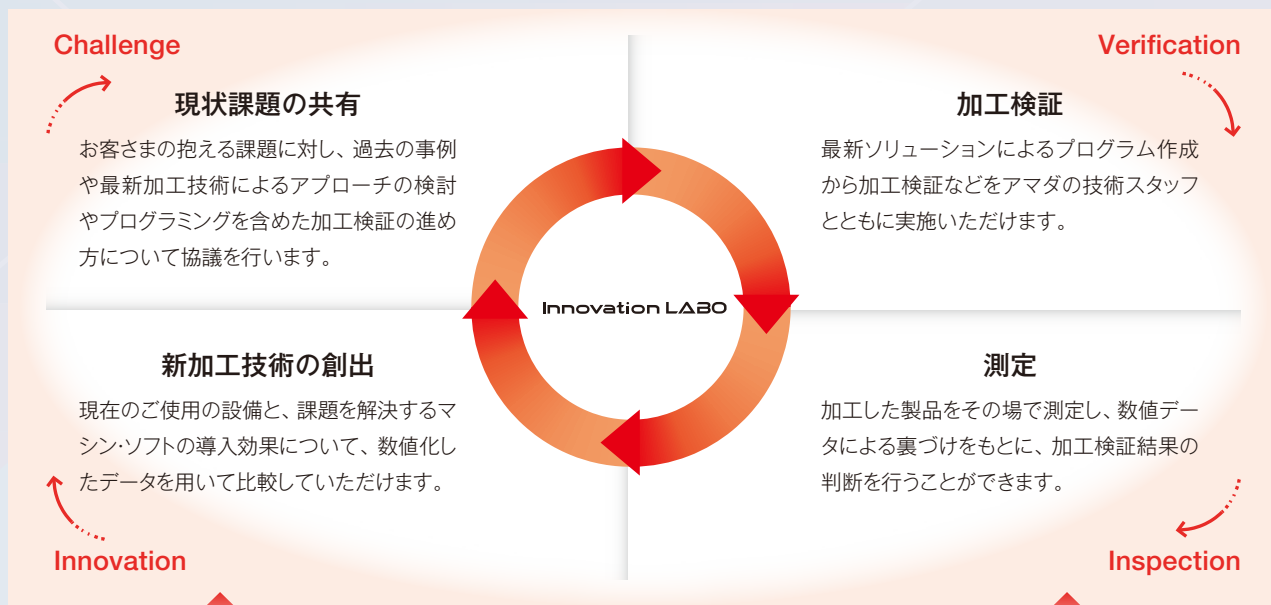 Challenge
現状課題の共有
お客さまの抱える課題に対し、過去の事例
や最新加工技術によるアプローチの検討
やプログラミングを含めた加工検証の進め
方について協議を行います。
Verification
加工検証
最新ソリューションによるプログラム作成
から加工検証などをアマダの技術スタッフ
とともに実施いただけます。
Innovation LABO
新加工技術の創出
現在のご使用の設備と、課題を解決するマ
シン・ソフトの導入効果について、数値化し
たデータを用いて比較していただけます。
Innovation
測定
加工した製品をその場で測定し、数値デー
タによる裏づけをもとに、加工検証結果の
判断を行うことができます。
Inspection